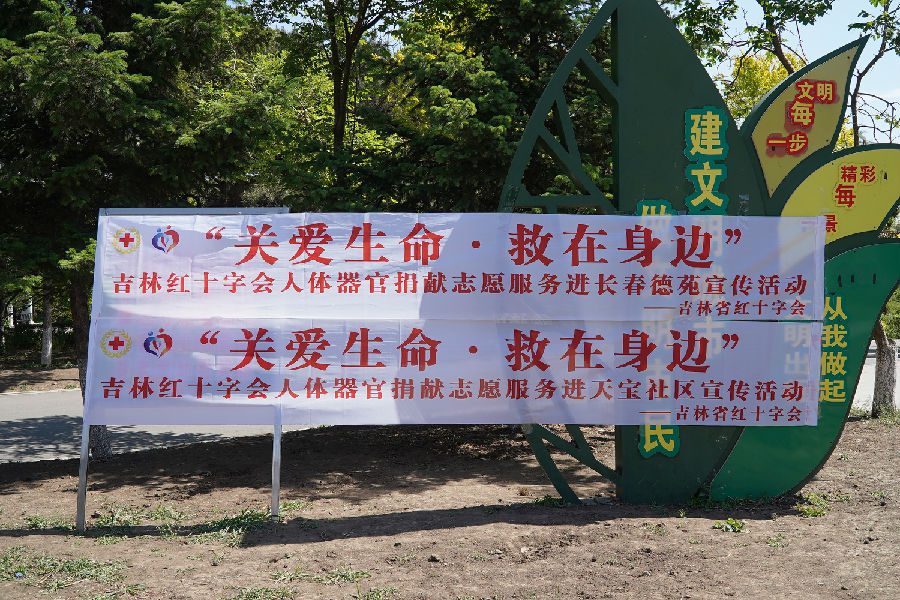 “关爱生命·救在身边”
吉林红十字会人体器官捐献志愿服务进长春德苑宣传活动
——吉林省红十字会
“关爱生命·救在身边”
吉林红十字会人体器官捐献志愿服务进天宝社区宣传活动
——吉林省红十字会
建文明
做
民
明出
从我做起
文明
每
一步
精彩
每
景